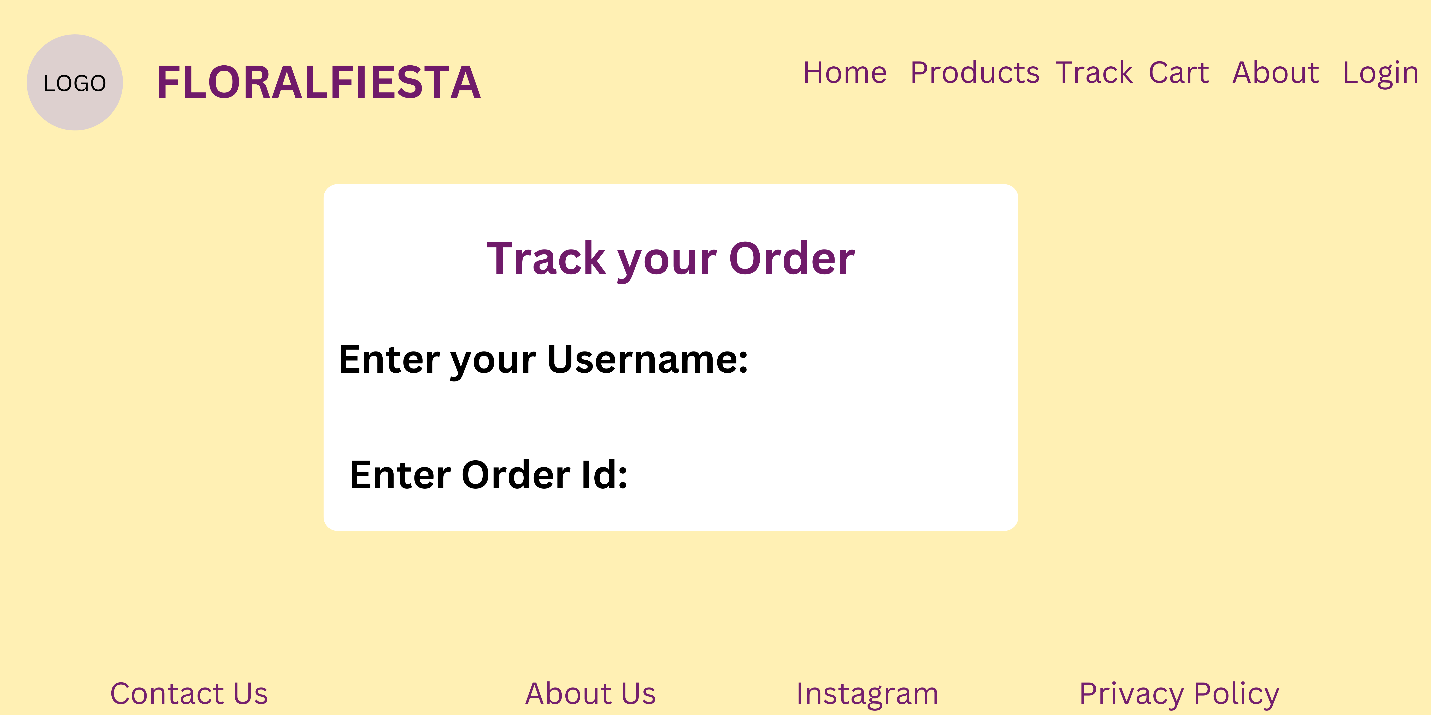 LOGO
FLORALFIESTA
Home Products Track Cart About Login
Track your Order
Enter your Username:
Enter Order Id:
Contact Us About Us Instagram Privacy Policy